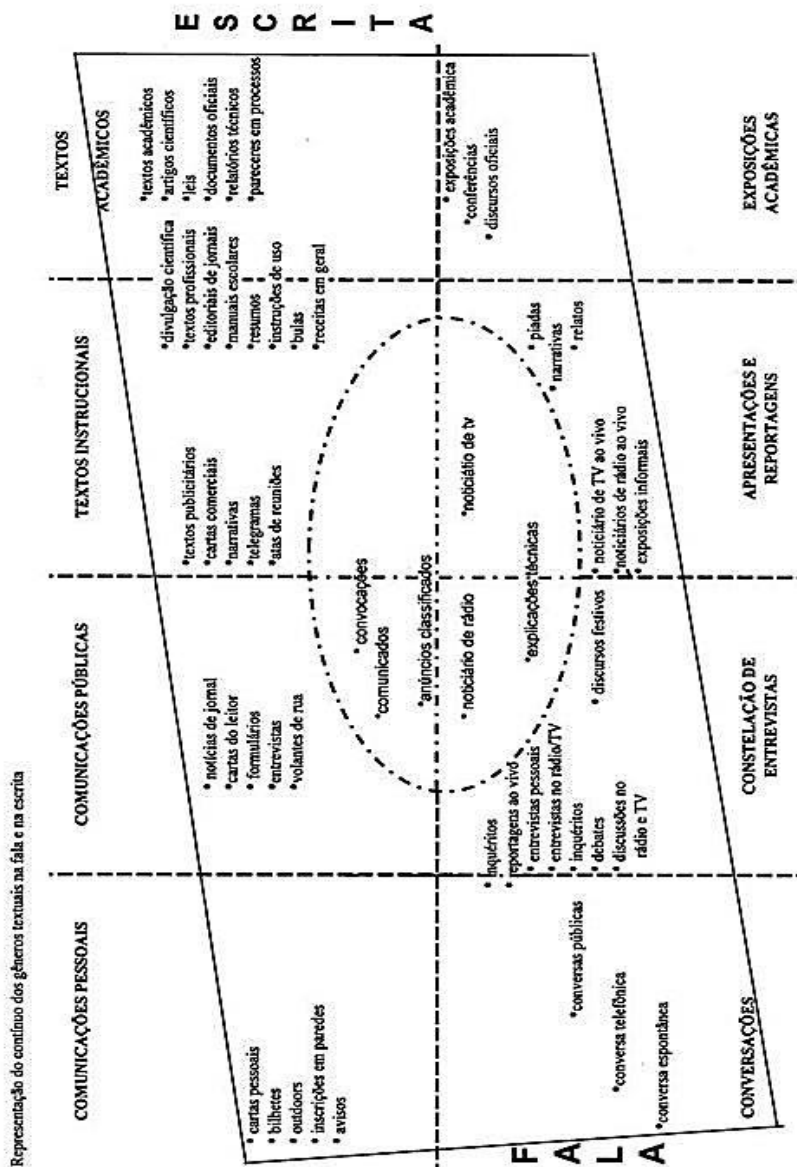 Representação do contínuo dos gêneros textuais na fala e na escrita
COMUNICAÇÕES PESSOAIS
COMUNICAÇÕES PÚBLICAS
TEXTOS INSTRUCIONAIS
TEXTOS
ACADÊMICOS
E S C R I T A
* cartas pessoais
* bilhetes
* outdoors
* inscrições em paredes
* avisos
* notícias de jornal
* cartas do leitor
* formulários
* entrevistas
* volantes de rua
* textos publicitários
* cartas comerciais
* narrativas
* telegramas
* atas de reuniões
* divulgação científica
* textos profissionais
* editoriais de jornais
* manuais escolares
* resumos
* instruções de uso
* bulas
* receitas em geral
* textos acadêmicos
* artigos científicos
* leis
* documentos oficiais
* relatórios técnicos
* pareceres em processos
* convocações
* comunicados
* anúncios classificados
* noticiário de rádio
* noticiátio de tv
* explicações técnicas
F A L A
* conversas públicas
* conversa telefônica
* conversa espontânea
* inquéritos
* reportagens ao vivo
* entrevistas pessoais
* entrevistas no rádio/TV
* inquéritos
* debates
* discussões no
rádio e TV
* discursos festivos
* noticiário de TV ao vivo
* noticiários de rádio ao vivo
* exposições informais
* piadas
* narrativas
* relatos
* exposições acadêmica
* conferências
* discursos oficiais
CONVERSAÇÕES
CONSTELAÇÃO DE
ENTREVISTAS
APRESENTAÇÕES E
REPORTAGENS
EXPOSIÇÕES
ACADÊMICAS